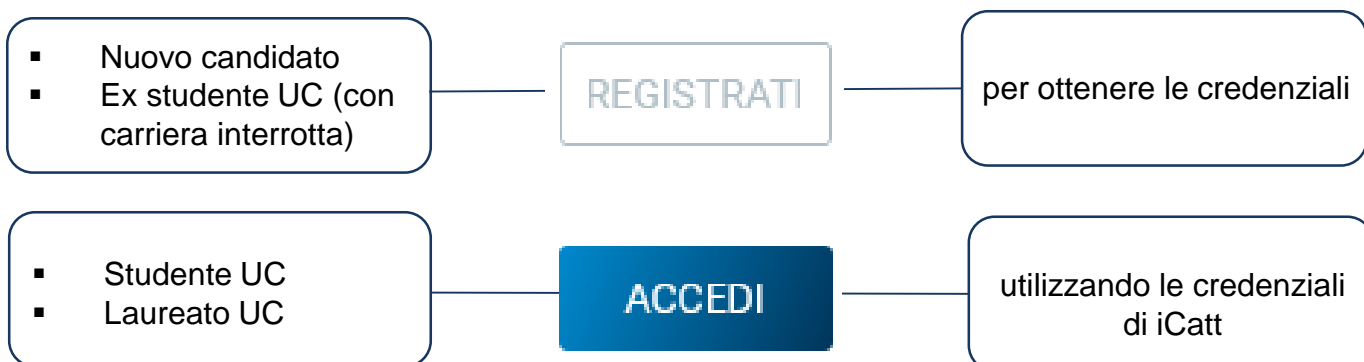 ▪ Nuovo candidato
▪ Ex studente UC (con
carriera interrotta)
REGISTRATI
per ottenere le credenziali
▪ Studente UC
▪ Laureato UC
ACCEDI
utilizzando le credenziali
di iCatt